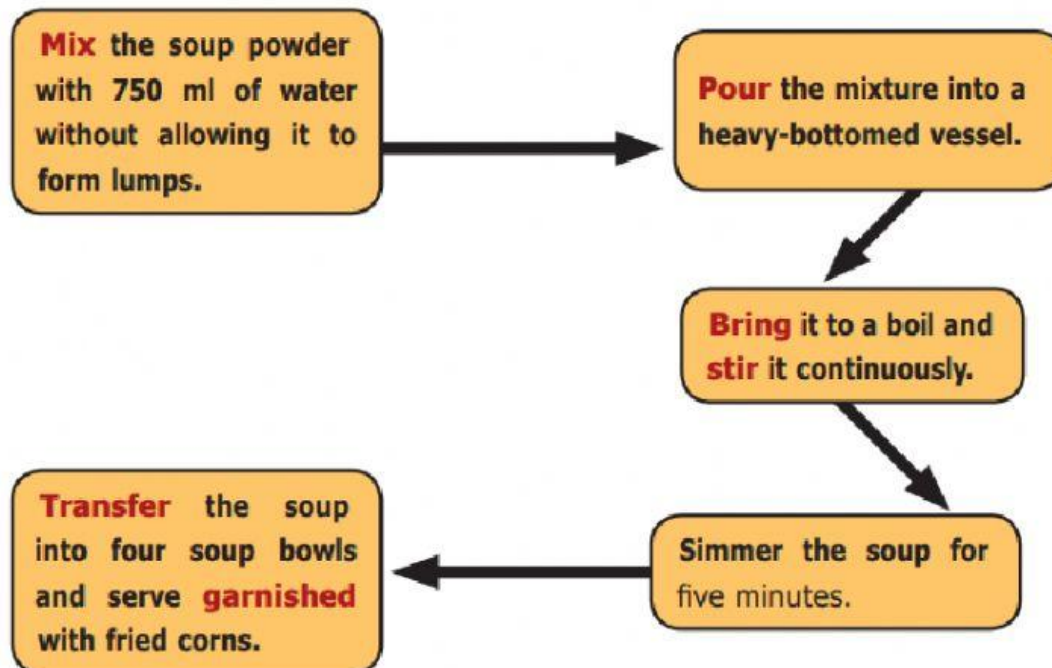 Mix the soup powder
with 750 ml of water
without allowing it to
form lumps.
Pour the mixture into a
heavy-bottomed vessel.
Bring it to a boil and
stir it continuously.
Simmer the soup for
five minutes.
Transfer the soup
into four soup bowls
and serve garnished
with fried corns.